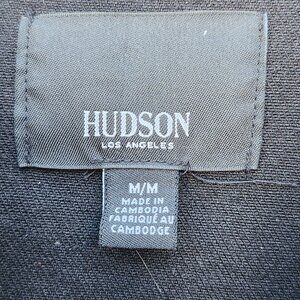 HUDSON
LOS ANGELES
M/M
MADE IN
CAMBODIA
FABRIQUÉ AU
CAMBODGE